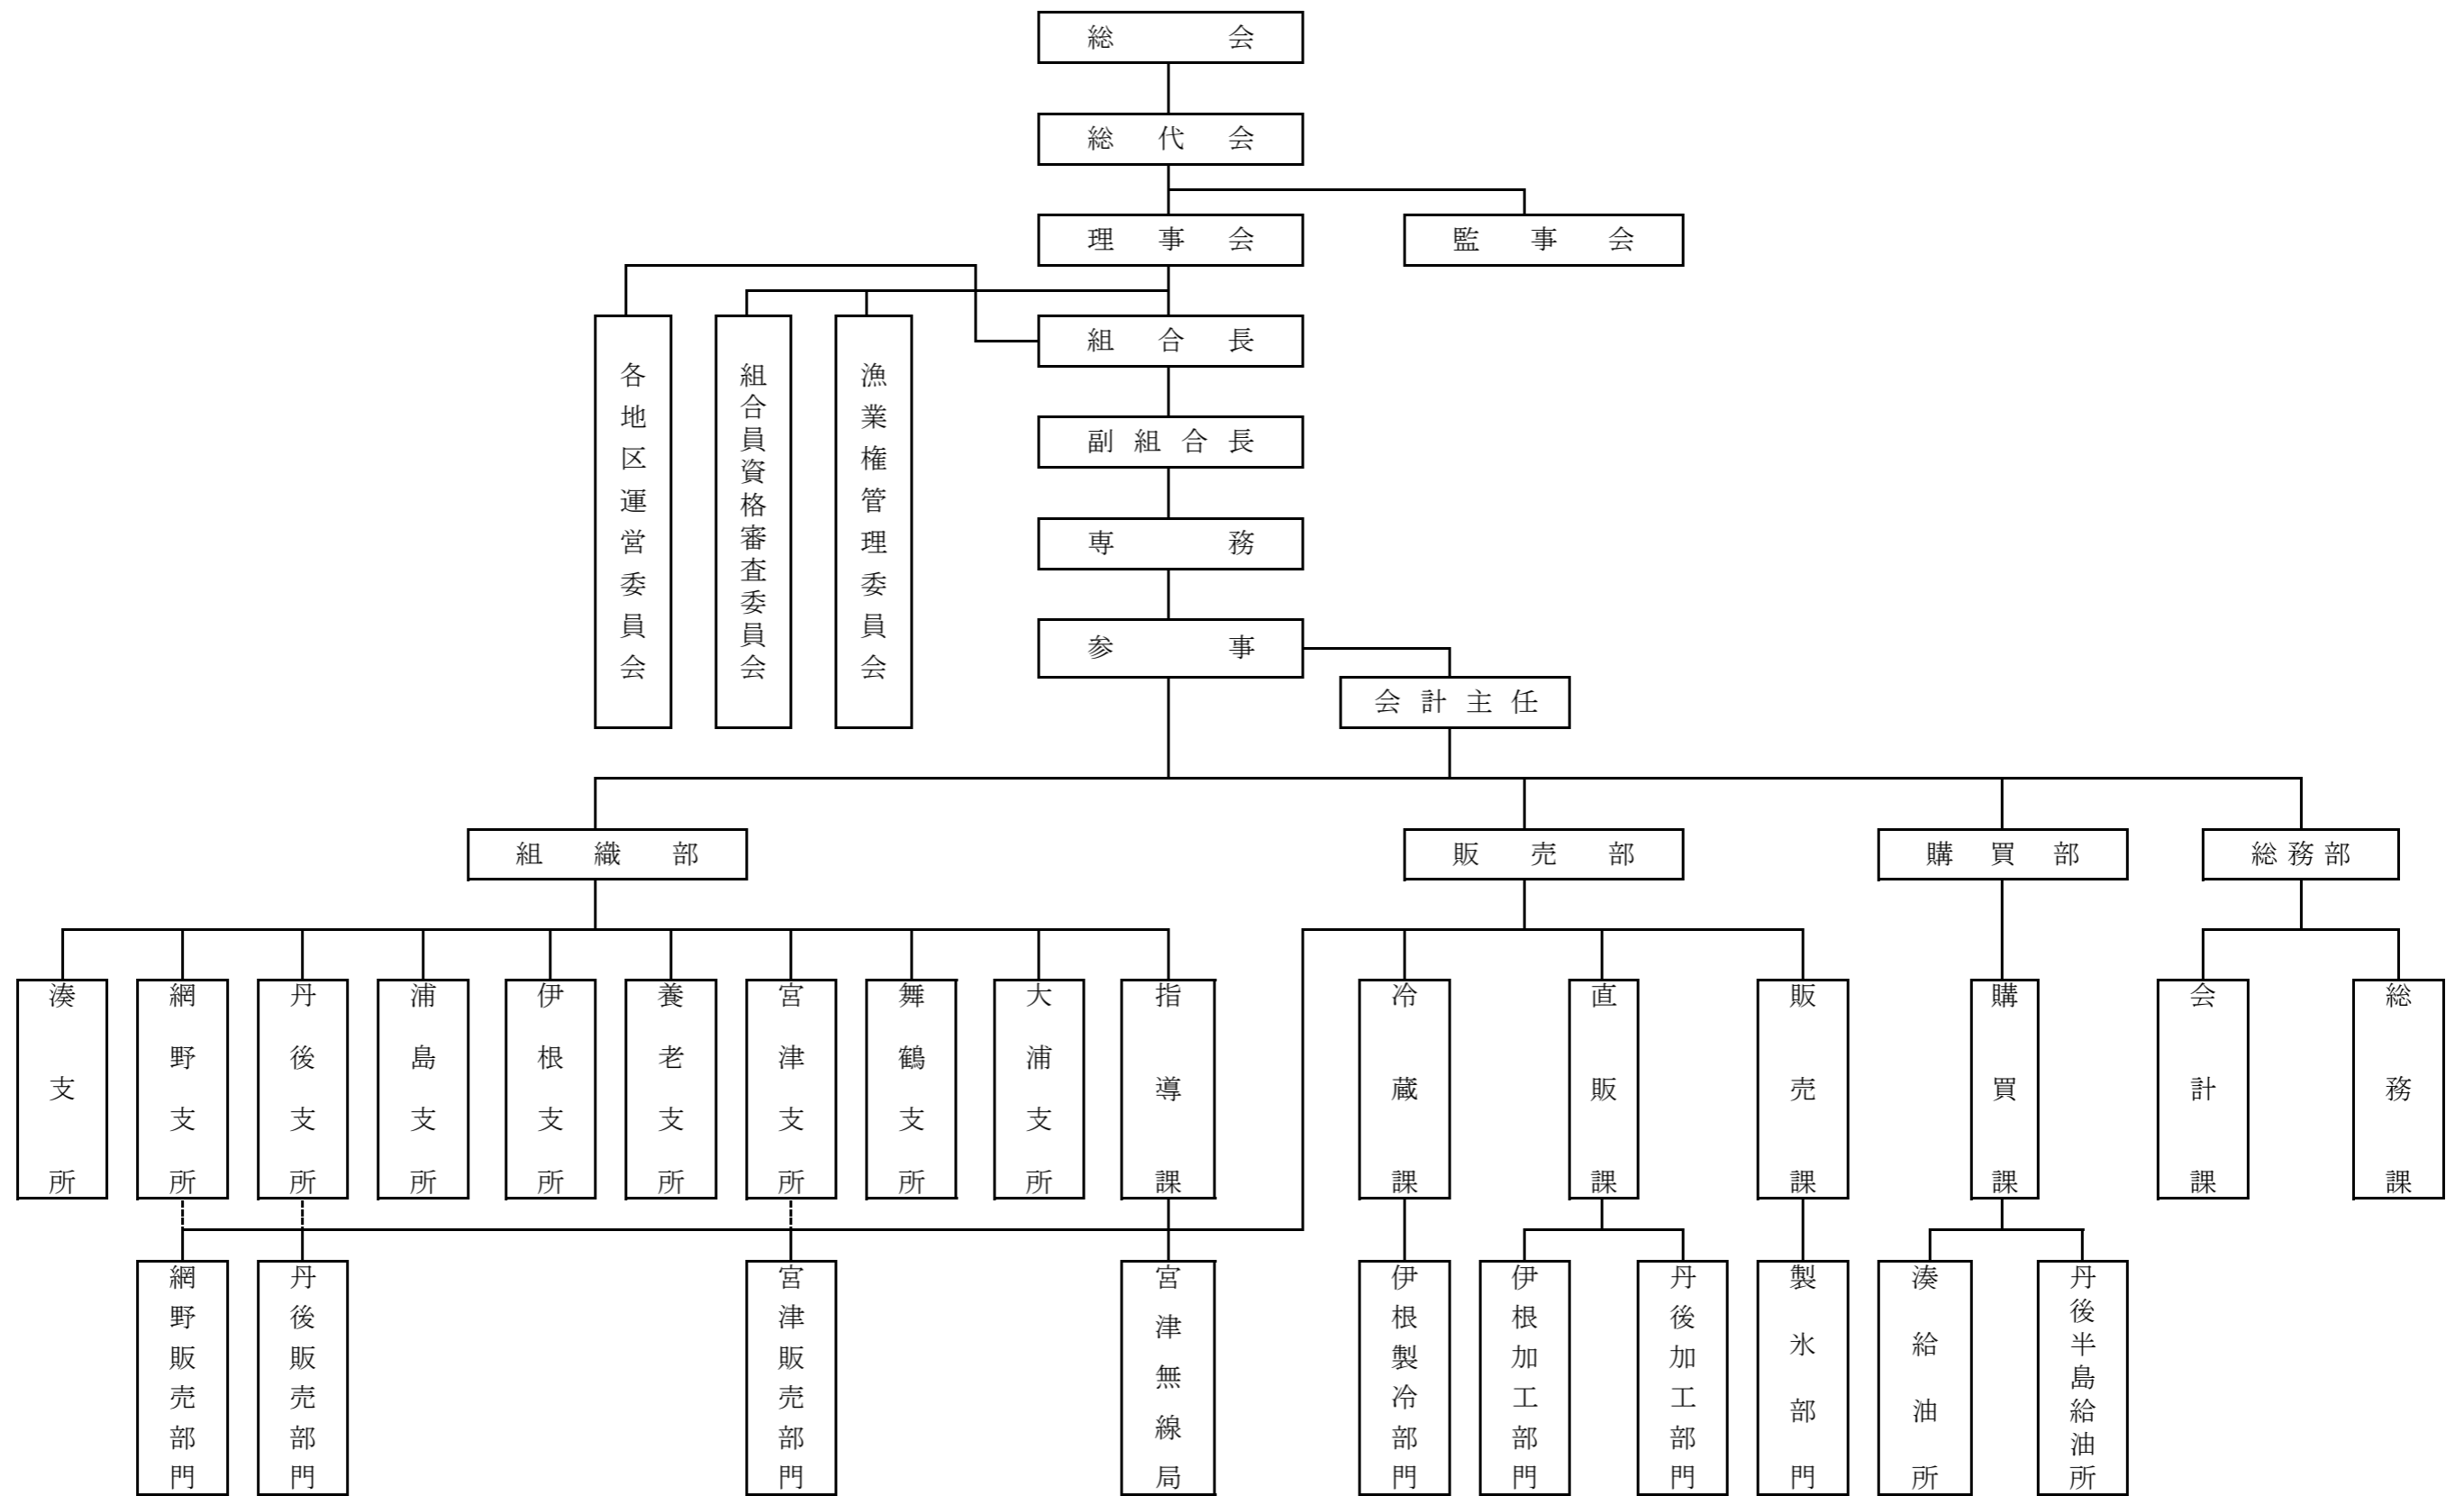 総会
総代会
理事会
監事会
組合長
各地区運営委員会
組合員資格審査委員会
漁業権管理委員会
副組合長
専務
参事
会計主任
組織部
販売部
購買部
総務部
湊支所
網野支所
丹後支所
浦島支所
伊根支所
養老支所
宮津支所
舞鶴支所
大浦支所
指導課
冷蔵課
直販課
販売課
購買課
会計課
総務課
網野販売部門
丹後販売部門
宮津販売部門
宮津無線局
伊根製冷部門
伊根加工部門
丹後加工部門
製氷部門
湊給油所
丹後半島給油所